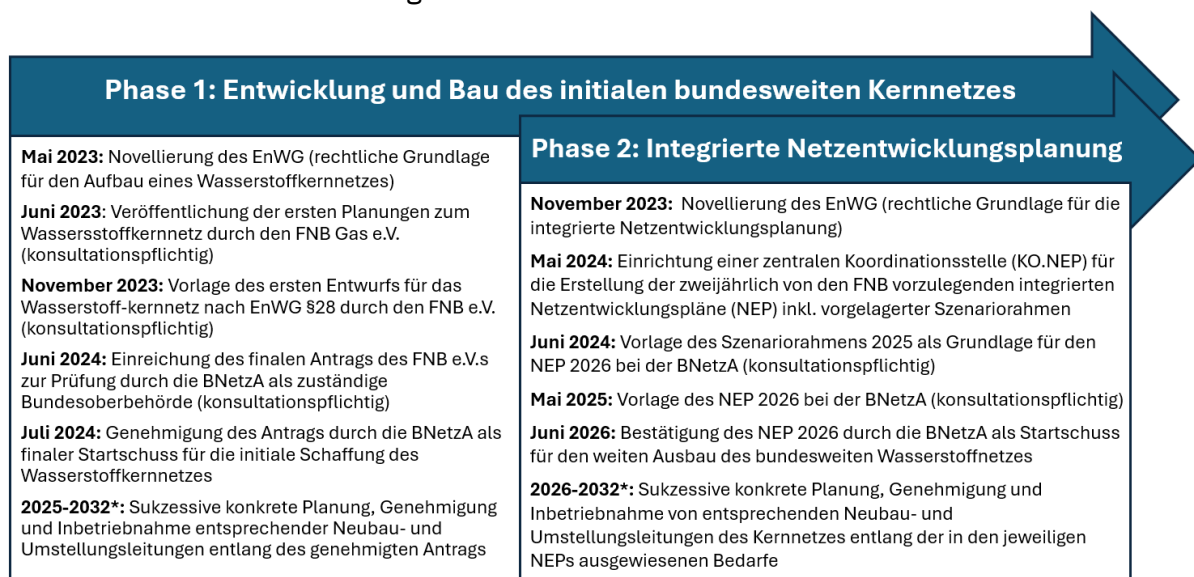 Phase 1: Entwicklung und Bau des initialen bundesweiten Kernnetzes
Mai 2023: Novellierung des EnWG (rechtliche Grundlage
für den Aufbau eines Wasserstoffkernnetzes)
Juni 2023: Veröffentlichung der ersten Planungen zum
Wassersstoffkernnetz durch den FNB Gas e.V.
(konsultationspflichtig)
November 2023: Vorlage des ersten Entwurfs für das
Wasserstoff-kernnetz nach EnWG §28 durch den FNB e.V.
(konsultationspflichtig)
Juni 2024: Einreichung des finalen Antrags des FNB e.V.s
zur Prüfung durch die BNetzA als zuständige
Bundesoberbehörde (konsultationspflichtig)
Juli 2024: Genehmigung des Antrags durch die BNetzA als
finaler Startschuss für die initiale Schaffung des
Wasserstoffkernnetzes
2025-2032*: Sukzessive konkrete Planung, Genehmigung
und Inbetriebnahme entsprechender Neubau- und
Umstellungsleitungen entlang des genehmigten Antrags
Phase 2: Integrierte Netzentwicklungsplanung
November 2023: Novellierung des EnWG (rechtliche Grundlage für die
integrierte Netzentwicklungsplanung)
Mai 2024: Einrichtung einer zentralen Koordinationsstelle (KO.NEP) für
die Erstellung der zweijährlich von den FNB vorzulegenden integrierten
Netzentwicklungspläne (NEP) inkl. vorgelagerter Szenariorahmen
Juni 2024: Vorlage des Szenariorahmens 2025 als Grundlage für den
NEP 2026 bei der BNetzA (konsultationspflichtig)
Mai 2025: Vorlage des NEP 2026 bei der BNetzA (konsultationspflichtig)
Juni 2026: Bestätigung des NEP 2026 durch die BNetzA als Startschuss
für den weiten Ausbau des bundesweiten Wasserstoffnetzes
2026-2032*: Sukzessive konkrete Planung, Genehmigung und
Inbetriebnahme von entsprechenden Neubau- und
Umstellungsleitungen des Kernnetzes entlang der in den jeweiligen
NEPs ausgewiesenen Bedarfe